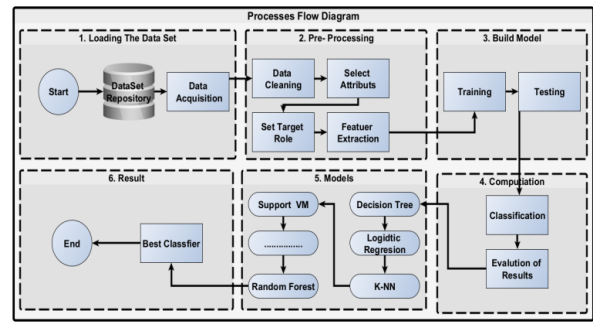 Processes Flow Diagram
1. Loading The Data Set
Start
DataSet
Repository
Data
Acquisition
2. Pre- Processing
Data
Cleaning
Select
Attributs
Set Target
Role
Featuer
Extraction
3. Build Model
Training
Testing
4. Computiation
Classification
Evalution of
Results
5. Models
Decision Tree
Logidtic
Regresion
K-NN
Support VM
................
Random Forest
6. Result
Best Classfier
End